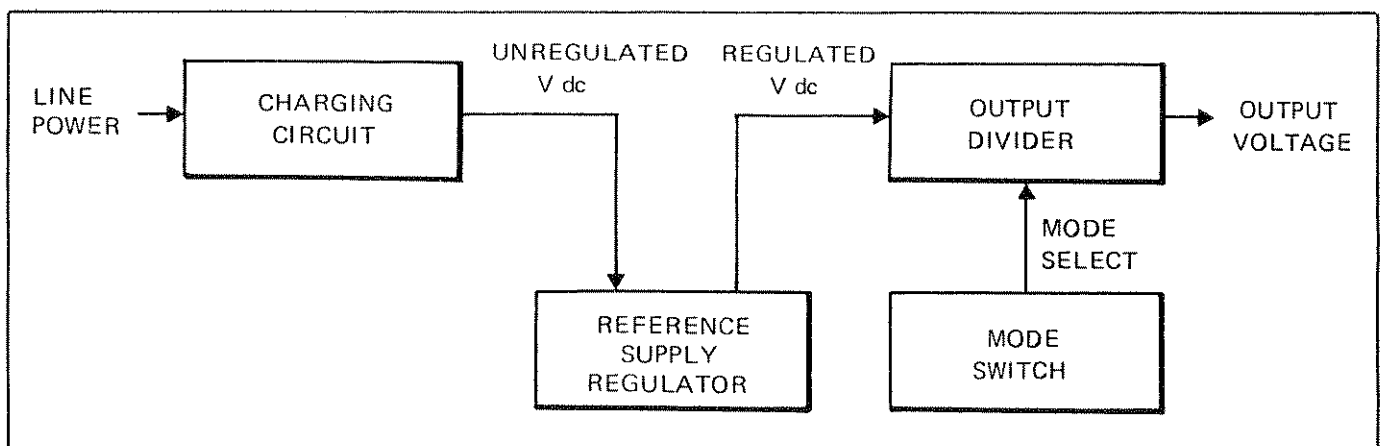 LINE
POWER
CHARGING
CIRCUIT
UNREGULATED
V dc
REGULATED
V dc
OUTPUT
DIVIDER
OUTPUT
VOLTAGE
MODE
SELECT
REFERENCE
SUPPLY
REGULATOR
MODE
SWITCH